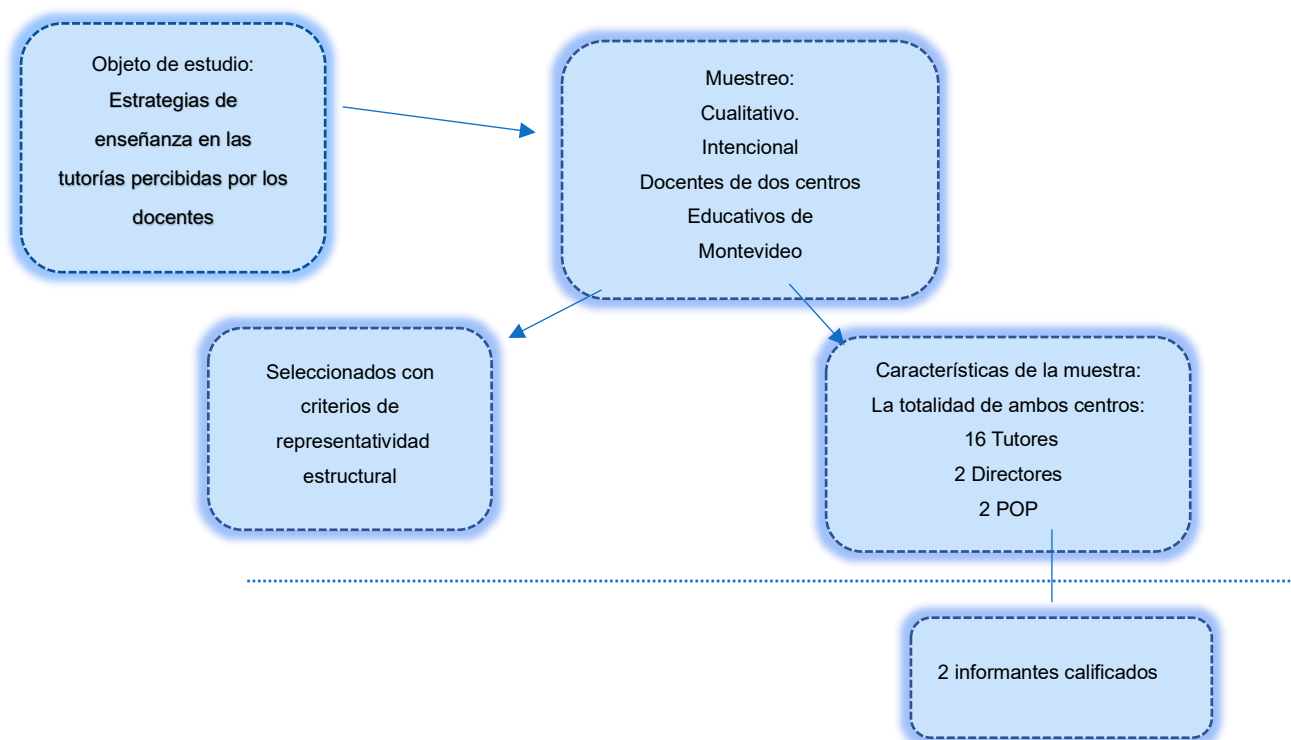 Objeto de estudio:
Estrategias de
enseñanza en las
tutorías percibidas por los
docentes
Muestreo:
Cualitativo.
Intencional
Docentes de dos centros
Educativos de
Montevideo
Seleccionados con
criterios de
representatividad
estructural
Características de la muestra:
La totalidad de ambos centros:
16 Tutores
2 Directores
2 POP
2 informantes calificados